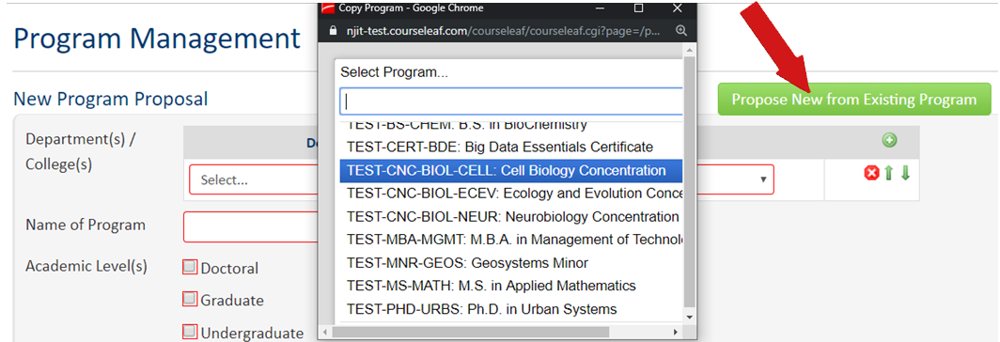 Copy Program - Google Chrome
njit-test.courseleaf.com/courseleaf/courseleaf.cgi?page=/p...
Program Management
Select Program...
New Program Proposal
Propose New from Existing Program
TEST-BS-CHEM: B.S. in BioChemistry
TEST-CERT-BDE: Big Data Essentials Certificate
TEST-CNC-BIOL-CELL: Cell Biology Concentration
TEST-CNC-BIOL-ECEV: Ecology and Evolution Conce
TEST-CNC-BIOL-NEUR: Neurobiology Concentration
TEST-MBA-MGMT: M.B.A. in Management of Technol
TEST-MNR-GEOS: Geosystems Minor
TEST-MS-MATH: M.S. in Applied Mathematics
TEST-PHD-URBS: Ph.D. in Urban Systems
Department(s) /
College(s)
De
Select...
Name of Program
Academic Level(s)
Doctoral
Graduate
Undergraduate